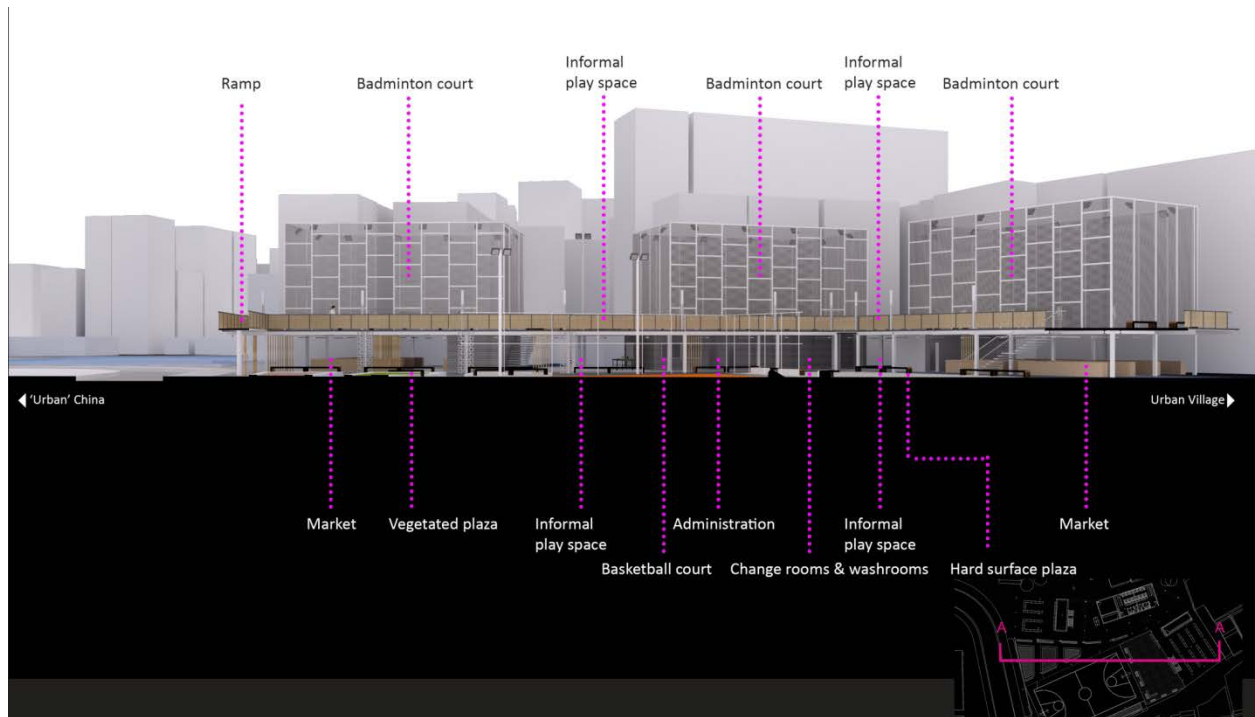 Ramp
Badminton court
Informal
play space
Badminton court
Informal
play space
Badminton court
'Urban' China
Urban Village
Market
Vegetated plaza
Informal
play space
Administration
Informal
play space
Market
Basketball court
Change rooms & washrooms
Hard surface plaza
A
A